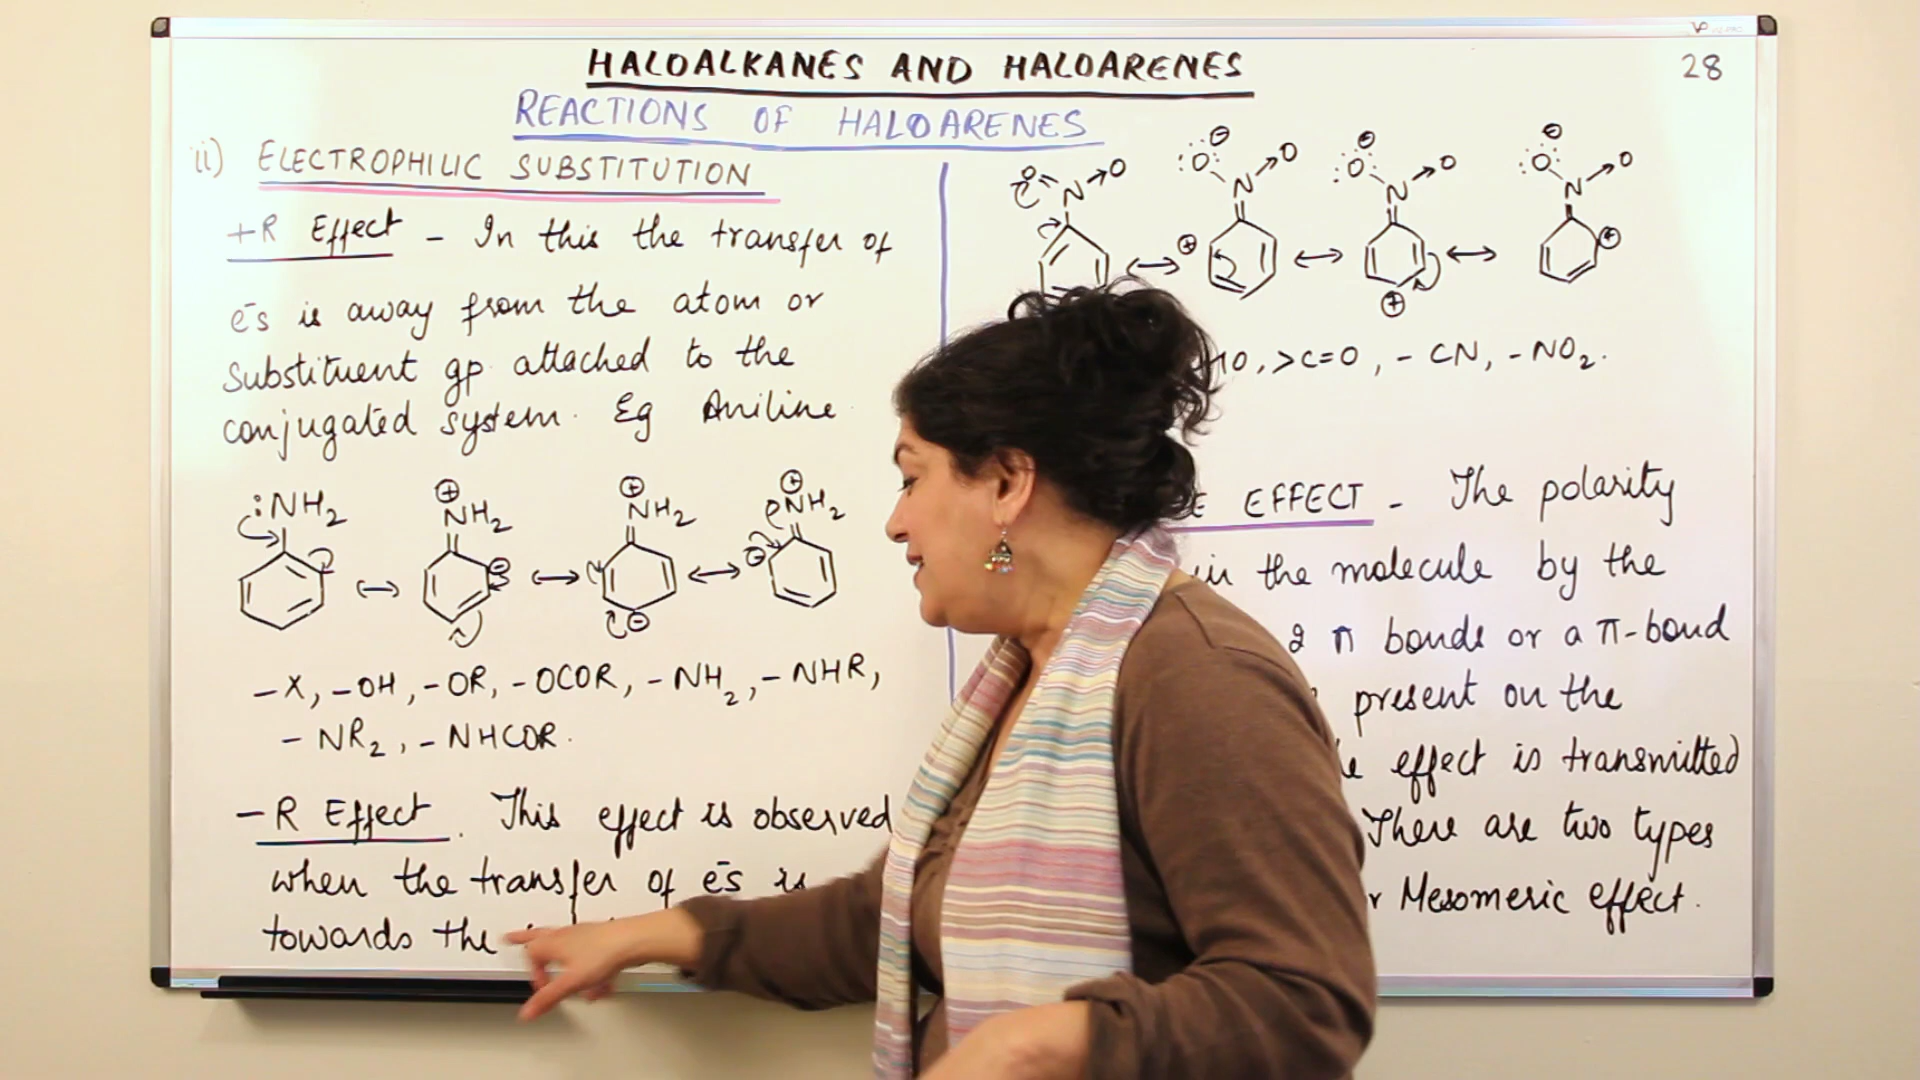 HALOALKANES AND HALOARENES
28
REACTIONS OF HALOARENES
ii) ELECTROPHILIC SUBSTITUTION
+R Effect - In this the transfer of
ēs is away from the atom or
substituent gp attached to the
conjugated system. Eg Aniline
:NH₂ ⊕NH₂ ⊕NH₂ ⊕NH₂
-X, -OH, -OR, -OCOR, -NH₂, -NHR,
-NR₂, -NHCOR.
-R Effect. This effect is observed
when the transfer of ēs is
towards the
O N→O O N→O O N→O O N→O
>C=O, -CN, -NO₂.
EFFECT - The polarity
in the molecule by the
2 π bonds or a π-bond
present on the
effect is transmitted
There are two types
Mesomeric effect.